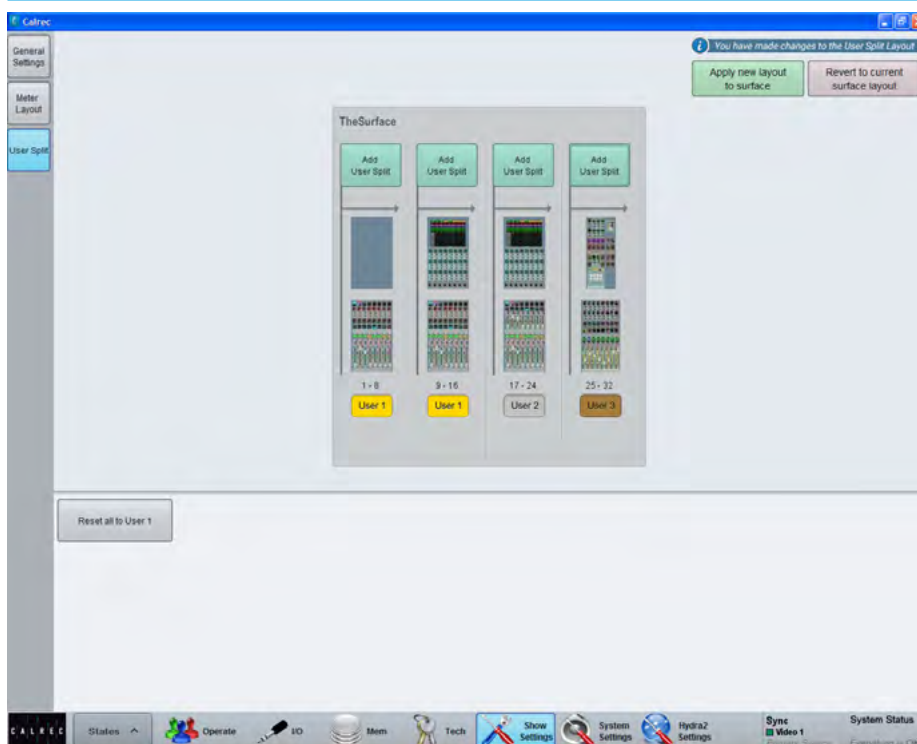 Calrec
General
Settings
Meter
Layout
User Split
You have made changes to the User Split Layout
Apply new layout
to surface
Revert to current
surface layout
TheSurface
Add
User Split
Add
User Split
Add
User Split
Add
User Split
1 - 8
9 - 16
17 - 24
25 - 32
User 1
User 1
User 2
User 3
Reset all to User 1
CALREC
States
Operate
I/O
Mem
Tech
Show
Settings
System
Settings
Hydra2
Settings
Sync
Video 1
System Status